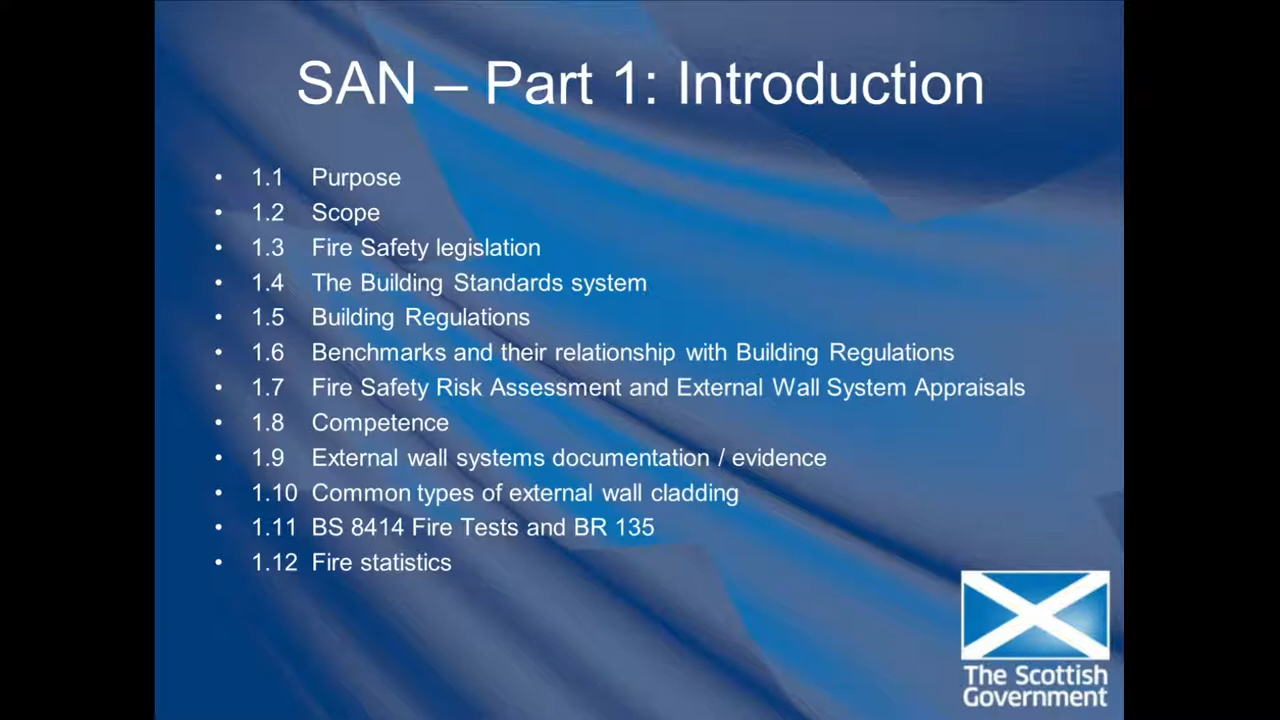 SAN – Part 1: Introduction
• 1.1 Purpose
• 1.2 Scope
• 1.3 Fire Safety legislation
• 1.4 The Building Standards system
• 1.5 Building Regulations
• 1.6 Benchmarks and their relationship with Building Regulations
• 1.7 Fire Safety Risk Assessment and External Wall System Appraisals
• 1.8 Competence
• 1.9 External wall systems documentation / evidence
• 1.10 Common types of external wall cladding
• 1.11 BS 8414 Fire Tests and BR 135
• 1.12 Fire statistics
The Scottish
Government